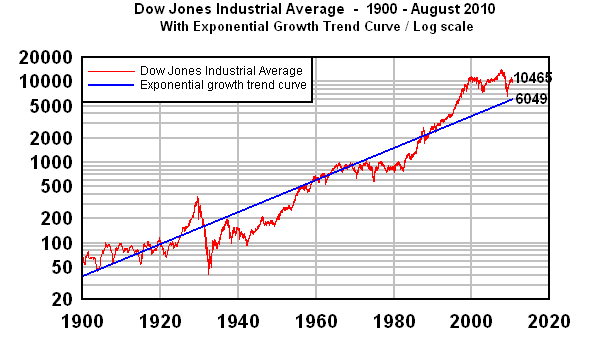 Dow Jones Industrial Average - 1900 - August 2010
With Exponential Growth Trend Curve / Log scale
20000
10000
5000
2000
1000
500
200
100
50
20
Dow Jones Industrial Average
Exponential growth trend curve
10465
6049
1900 1920 1940 1960 1980 2000 2020